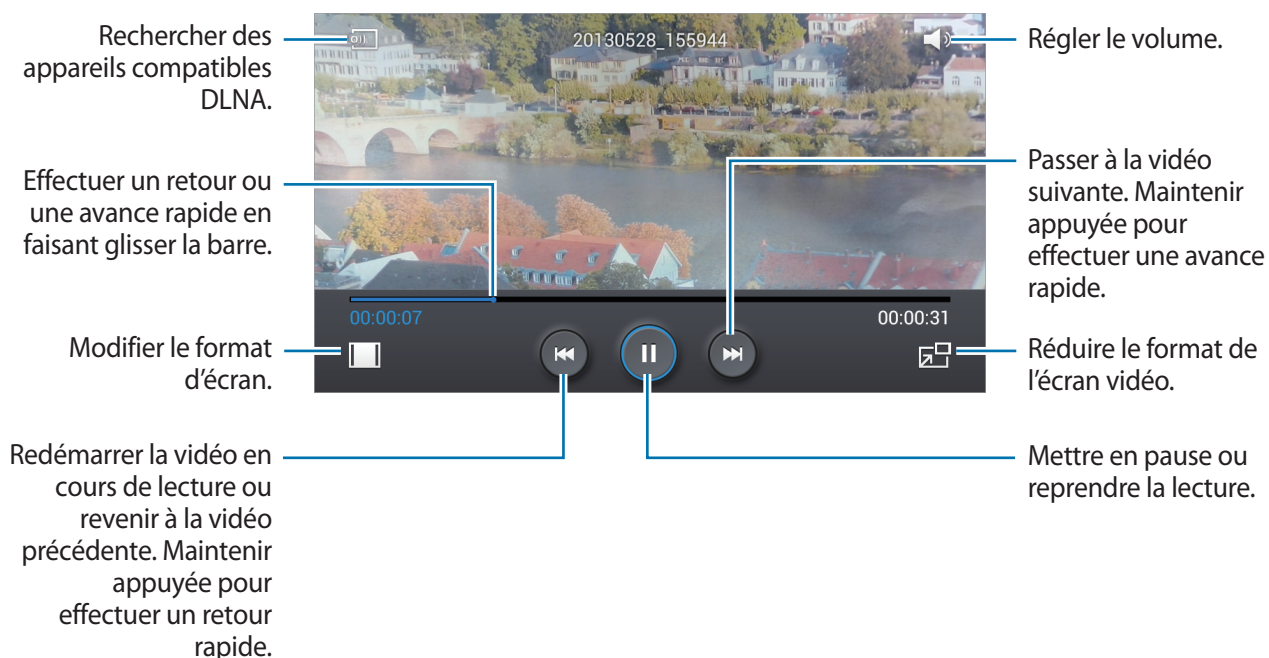 Rechercher des
appareils compatibles
DLNA.
20130528_155944
Régler le volume.
Effectuer un retour ou
une avance rapide en
faisant glisser la barre.
Passer à la vidéo
suivante. Maintenir
appuyée pour
effectuer une avance
rapide.
00:00:07
00:00:31
Modifier le format
d'écran.
Réduire le format de
l'écran vidéo.
Redémarrer la vidéo en
cours de lecture ou
revenir à la vidéo
précédente. Maintenir
appuyée pour
effectuer un retour
rapide.
Mettre en pause ou
reprendre la lecture.